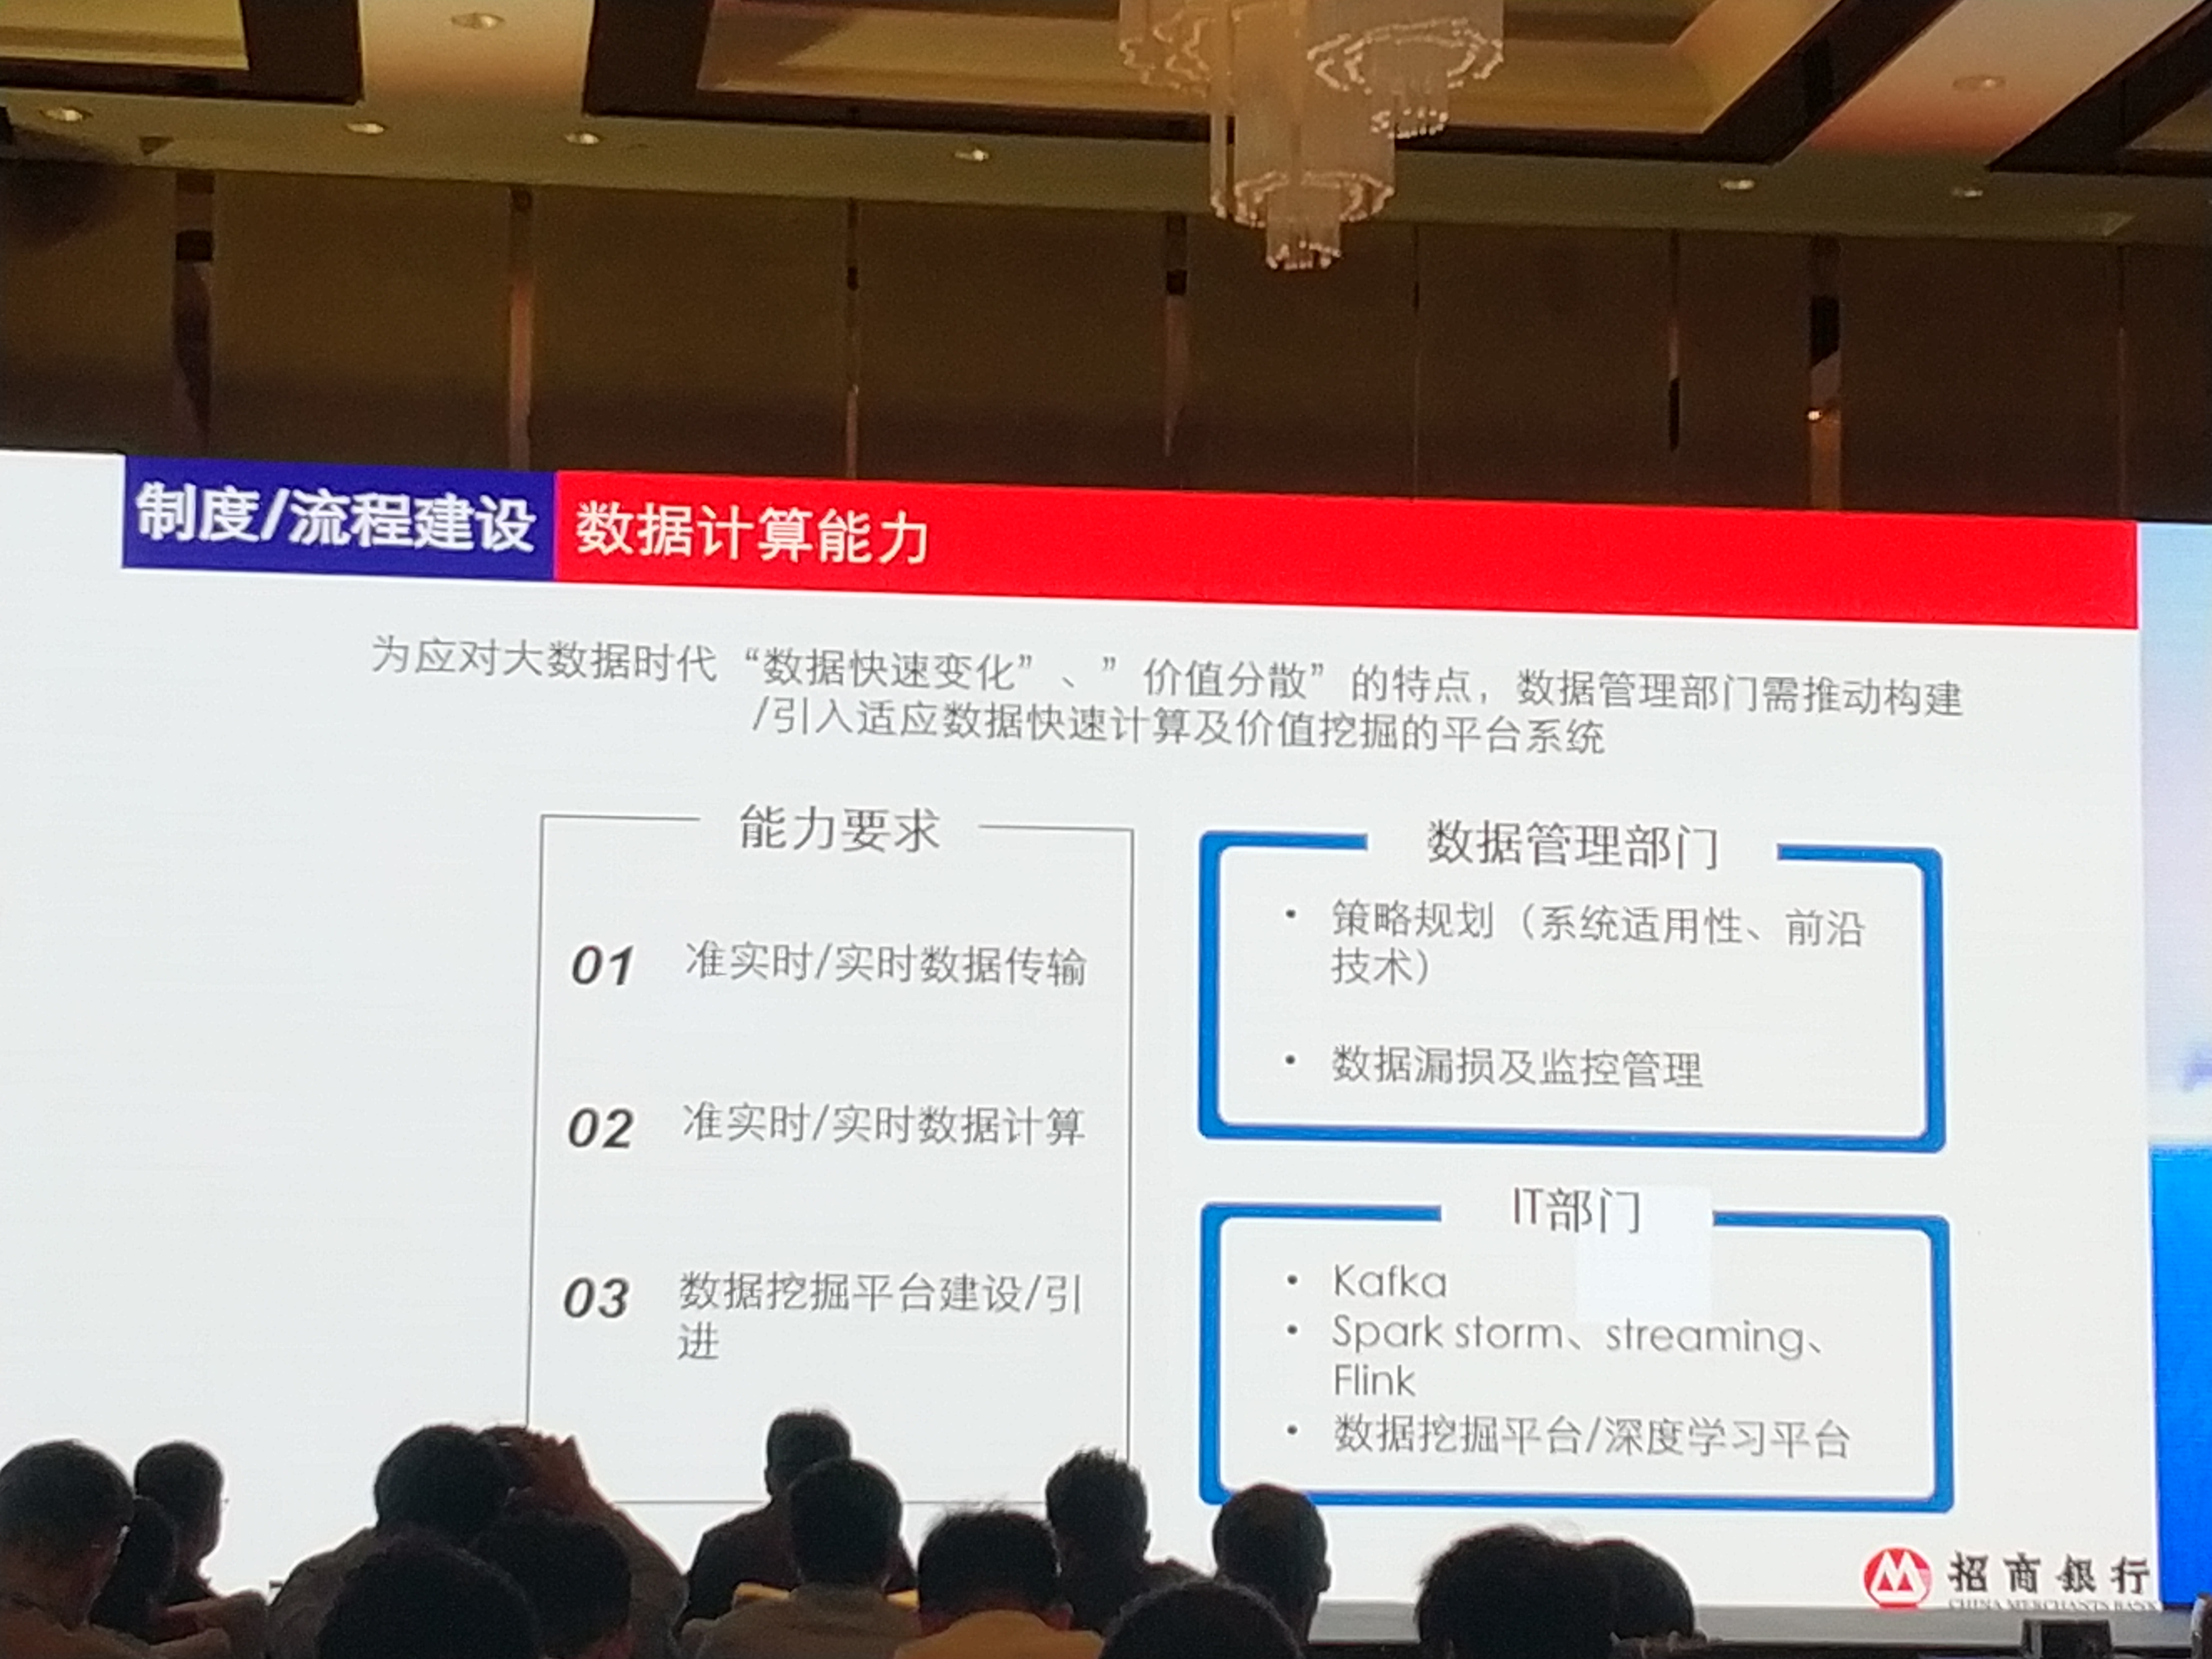 制度/流程建设
数据计算能力
为应对大数据时代“数据快速变化”、”价值分散”的特点，数据管理部门需推动构建
/引入适应数据快速计算及价值挖掘的平台系统
能力要求
01 准实时/实时数据传输
02 准实时/实时数据计算
03 数据挖掘平台建设/引
进
数据管理部门
• 策略规划（系统适用性、前沿
技术）
• 数据漏损及监控管理
IT部门
• Kafka
• Spark storm、streaming、
Flink
• 数据挖掘平台/深度学习平台
招商銀行
CHINA MERCHANTS BANK